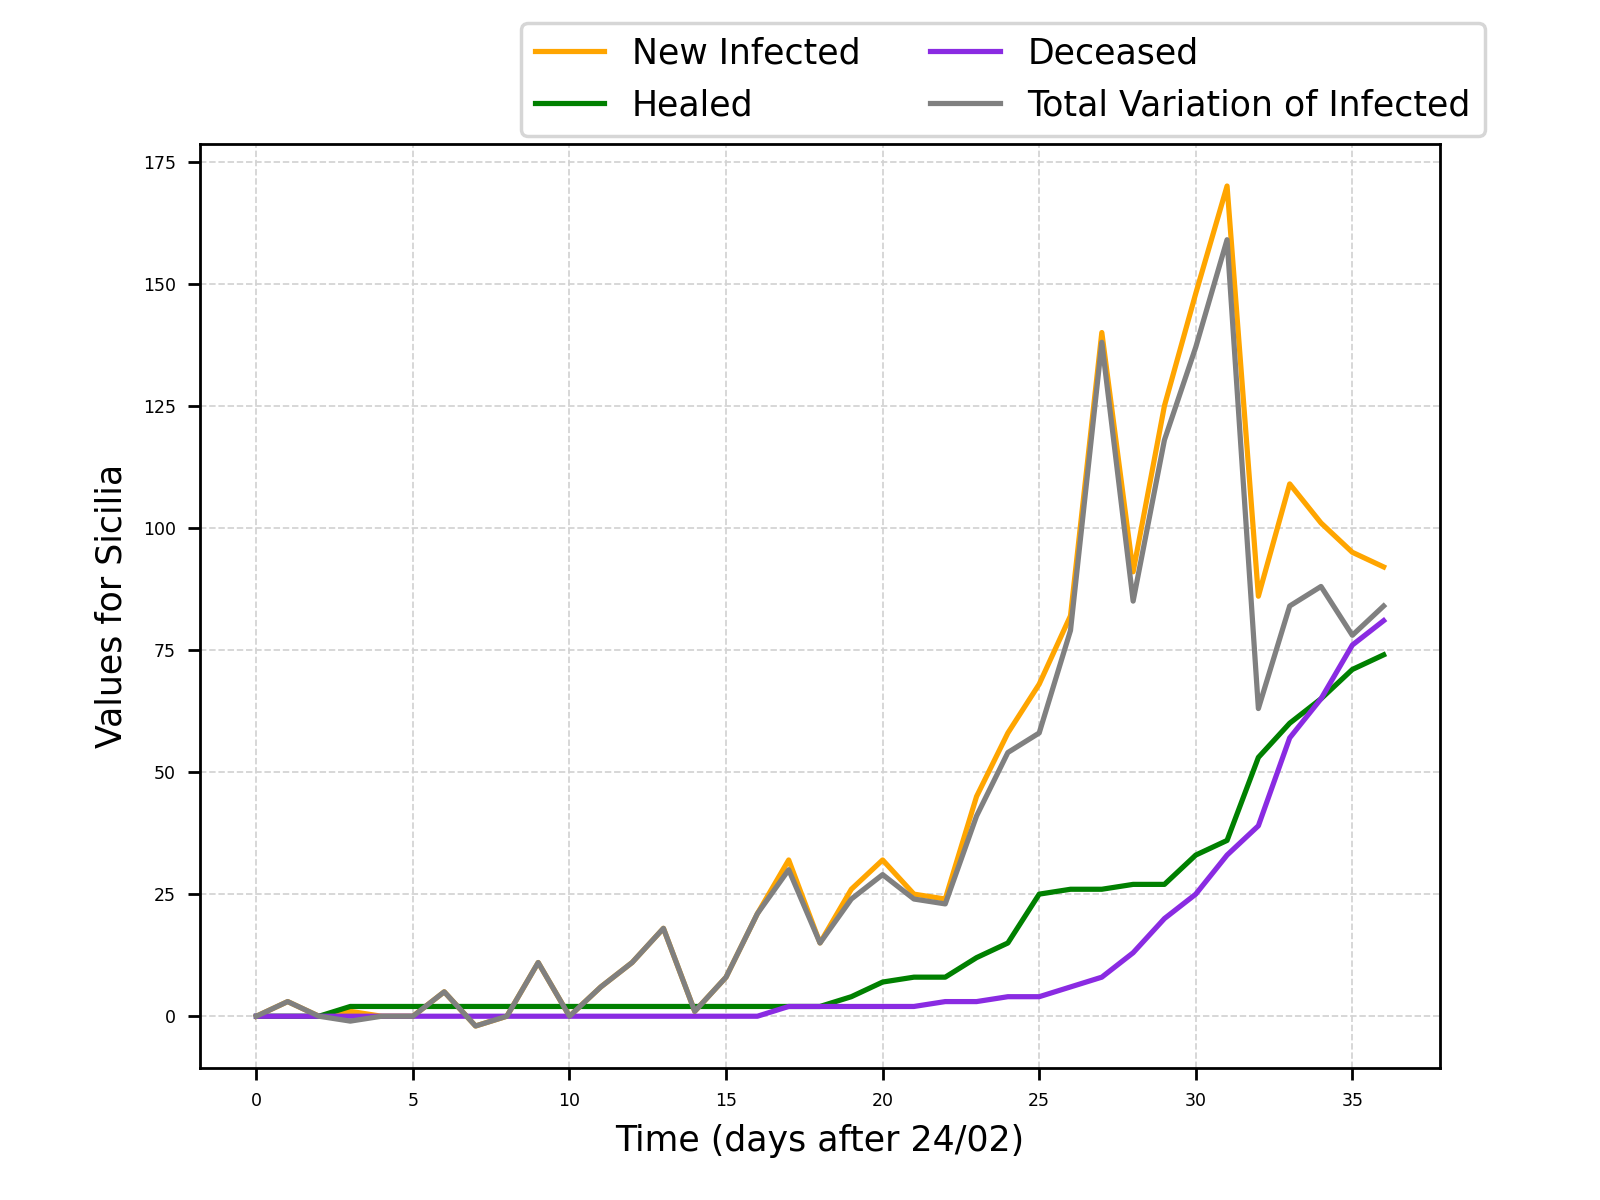 New Infected
Healed
Deceased
Total Variation of Infected
175
150
125
100
75
50
25
0
Values for Sicilia
0 5 10 15 20 25 30 35
Time (days after 24/02)